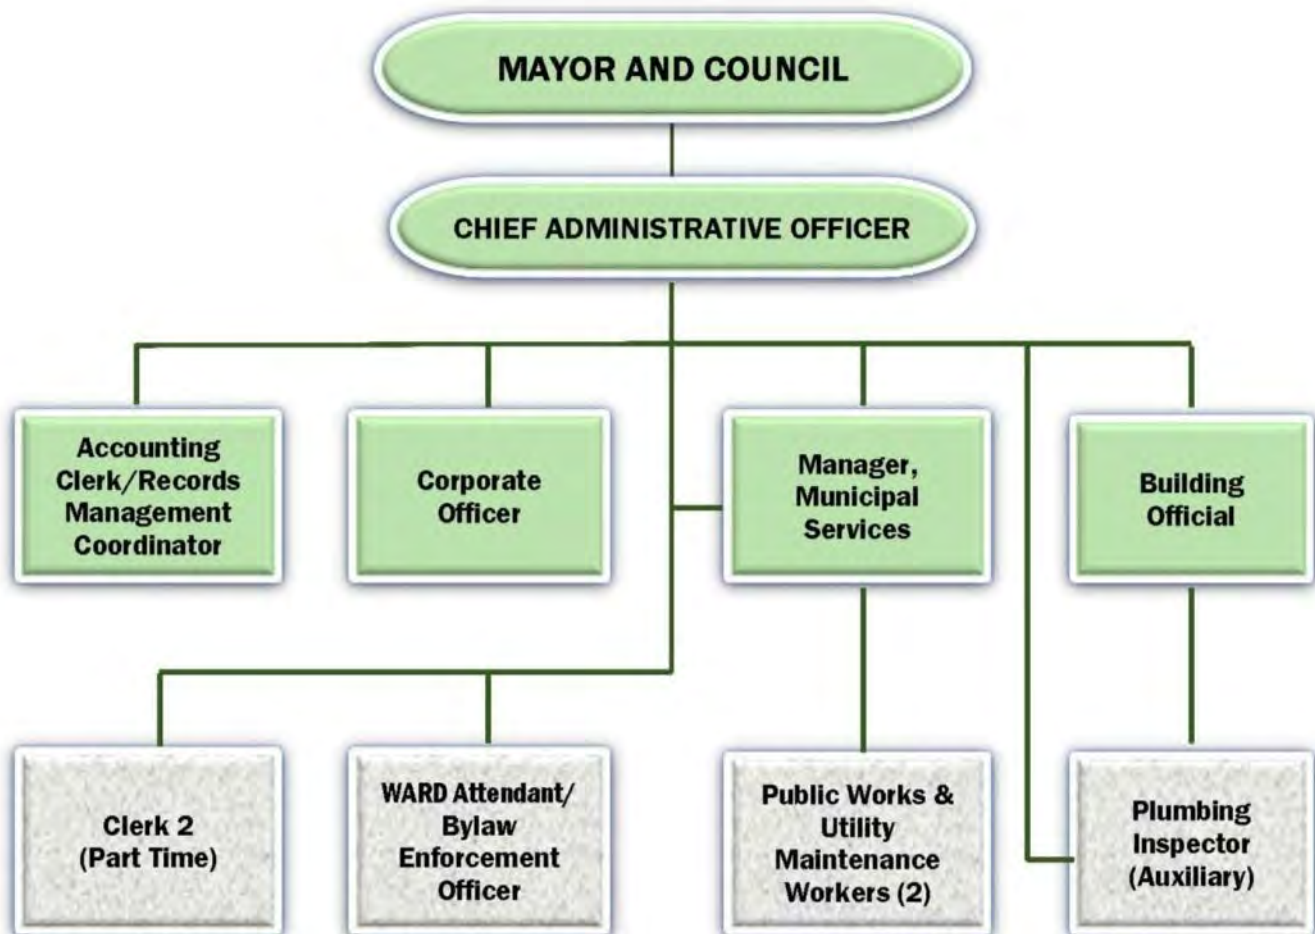 MAYOR AND COUNCIL
CHIEF ADMINISTRATIVE OFFICER
Accounting
Clerk/Records
Management
Coordinator
Corporate
Officer
Manager,
Municipal
Services
Building
Official
Clerk 2
(Part Time)
WARD Attendant/
Bylaw
Enforcement
Officer
Public Works &
Utility
Maintenance
Workers (2)
Plumbing
Inspector
(Auxiliary)